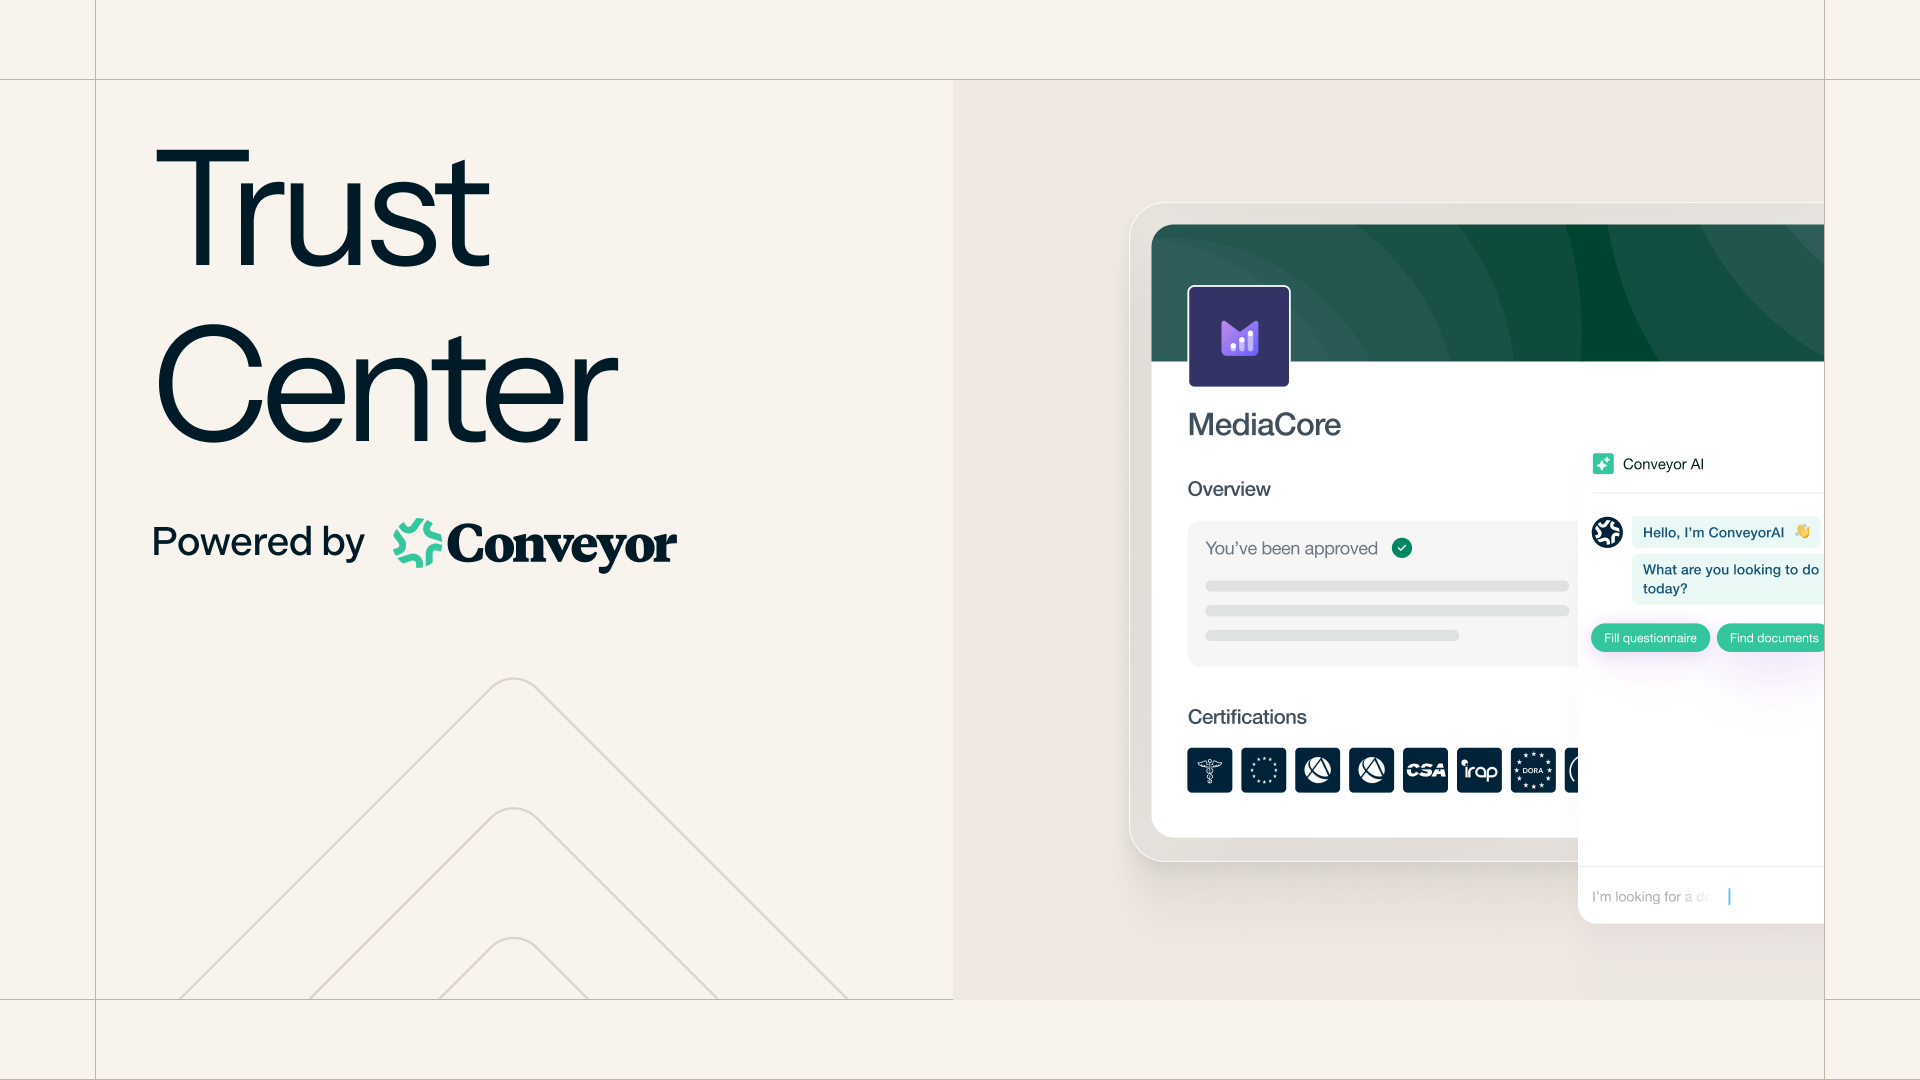 Trust
Center
Powered by Conveyor
MediaCore
Overview
You’ve been approved
Certifications
CSA
irap
DORA
Conveyor AI
Hello, I’m ConveyorAI 👋
What are you looking to do
today?
Fill questionnaire
Find documents
I’m looking for a do